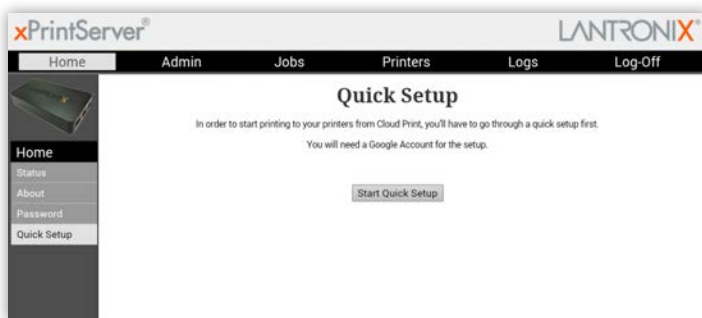 xPrintServer®
LANTRONIX®
Home Admin Jobs Printers Logs Log-Off
Quick Setup
In order to start printing to your printers from Cloud Print, you'll have to go through a quick setup first.
You will need a Google Account for the setup.
Start Quick Setup
Home
Status
About
Password
Quick Setup